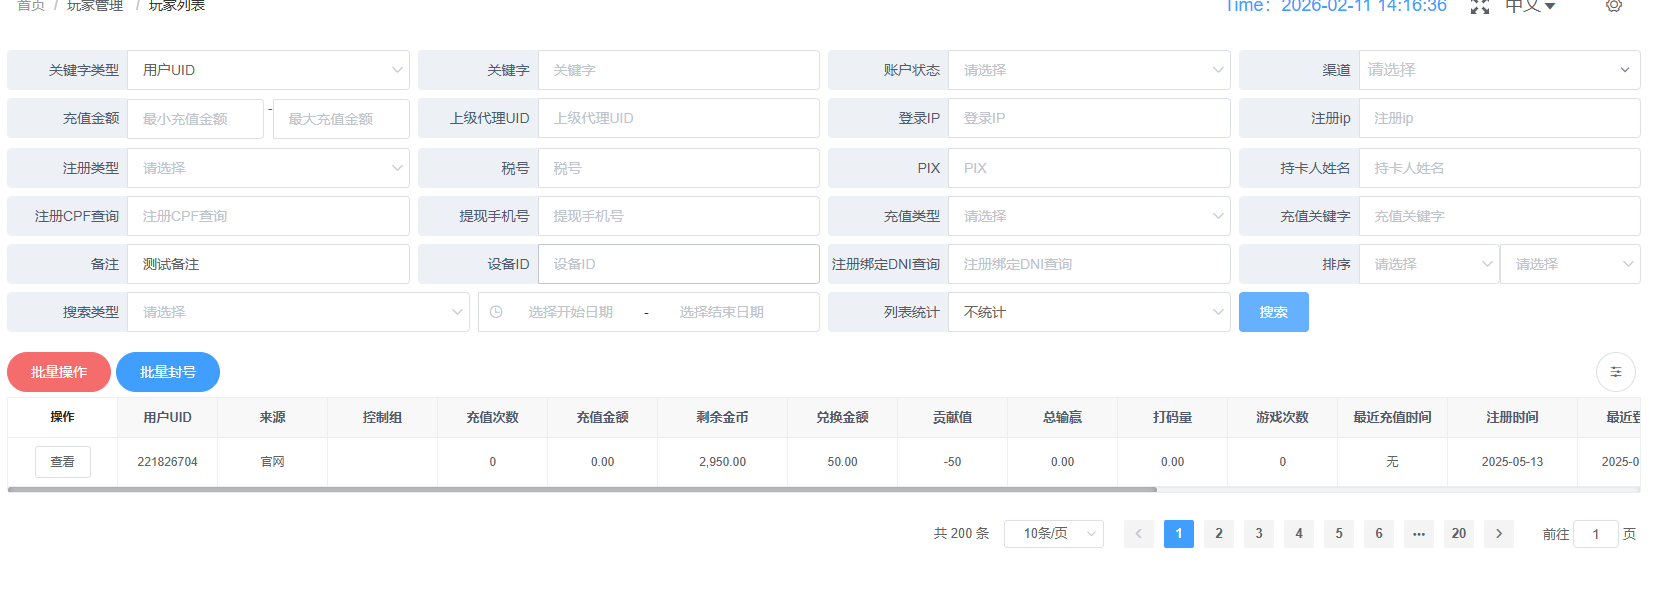 首页 / 玩家管理 / 玩家列表
Time： 2026-02-11 14:16:36 中文
关键字类型 用户UID 关键字 关键字 账户状态 请选择 渠道 请选择
充值金额 最小充值金额 - 最大充值金额 上级代理UID 上级代理UID 登录IP 登录IP 注册ip 注册ip
注册类型 请选择 税号 税号 PIX PIX 持卡人姓名 持卡人姓名
注册CPF查询 注册CPF查询 提现手机号 提现手机号 充值类型 请选择 充值关键字 充值关键字
备注 测试备注 设备ID 设备ID 注册绑定DNI查询 注册绑定DNI查询 排序 请选择 请选择
搜索类型 请选择 选择开始日期 - 选择结束日期 列表统计 不统计 搜索
批量操作 批量封号
操作 用户UID 来源 控制组 充值次数 充值金额 剩余金币 兑换金额 贡献值 总输赢 打码量 游戏次数 最近充值时间 注册时间 最近登
查看 221826704 官网 0 0.00 2,950.00 50.00 -50 0.00 0.00 0 无 2025-05-13 2025-0
共 200 条 10条/页 1 2 3 4 5 6 ••• 20 前往 1 页